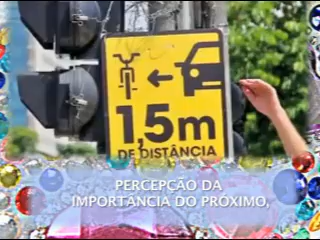 1,5m
DE DISTÂNCIA
PERCEPÇÃO DA
IMPORTÂNCIA DO PRÓXIMO,